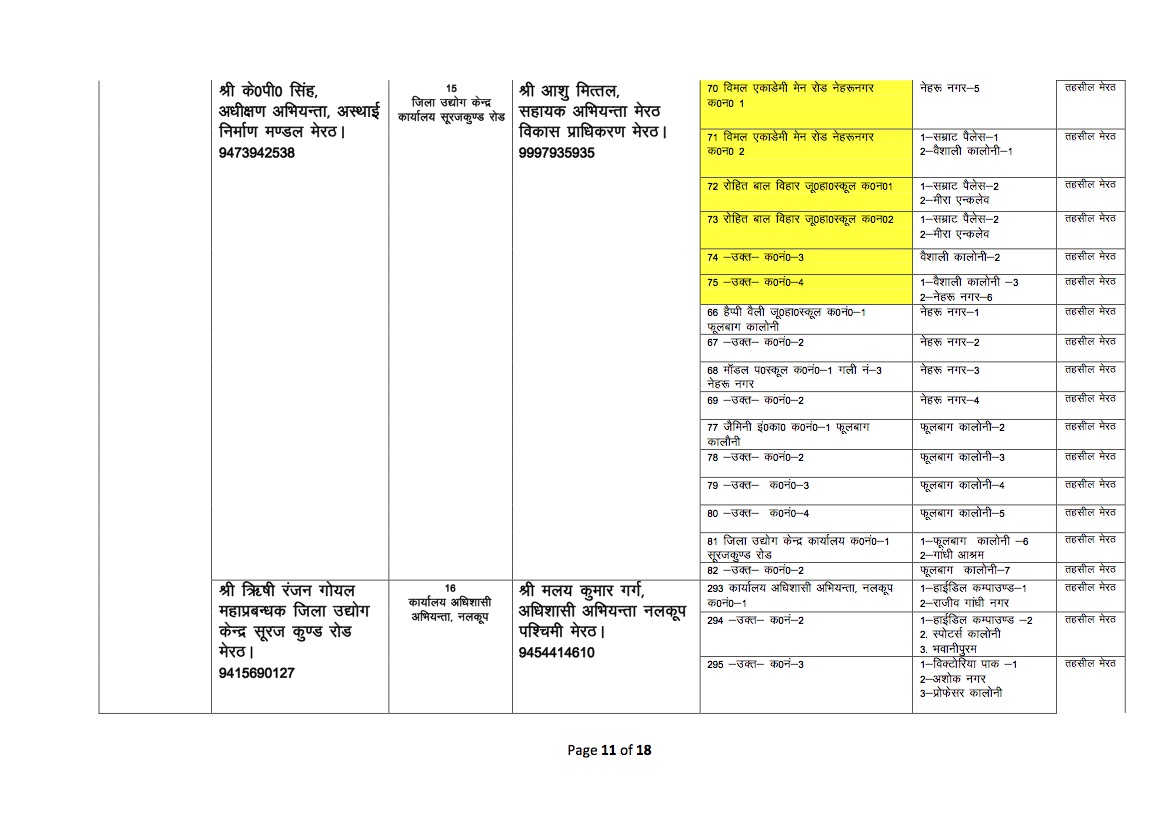 श्री के0पी0 सिंह,
अधीक्षण अभियन्ता, अस्थाई
निर्माण मण्डल मेरठ।
9473942538
15
जिला उद्योग केन्द्र
कार्यालय सूरजकुण्ड रोड
श्री आशु मित्तल,
सहायक अभियन्ता मेरठ
विकास प्राधिकरण मेरठ।
9997935935
70 विमल एकाडेमी मेन रोड नेहरूनगर
क0न0 1
नेहरू नगर–5
तहसील मेरठ
71 विमल एकाडेमी मेन रोड नेहरूनगर
क0न0 2
1–सम्राट पैलेस–1
2–वैशाली कालोनी–1
तहसील मेरठ
72 रोहित बाल विहार जू0हा0स्कूल क0न01
1–सम्राट पैलेस–2
2–मीरा एन्कलेव
तहसील मेरठ
73 रोहित बाल विहार जू0हा0स्कूल क0न02
1–सम्राट पैलेस–2
2–मीरा एन्कलेव
तहसील मेरठ
74 –उक्त– क0नं0–3
वैशाली कालोनी–2
तहसील मेरठ
75 –उक्त– क0नं0–4
1–वैशाली कालोनी –3
2–नेहरू नगर–6
तहसील मेरठ
66 हैप्पी वैली जू0हा0स्कूल क0नं0–1
फूलबाग कालोनी
नेहरू नगर–1
तहसील मेरठ
67 –उक्त– क0नं0–2
नेहरू नगर–2
तहसील मेरठ
68 मॉडल प0स्कूल क0नं0–1 गली नं–3
नेहरू नगर
नेहरू नगर–3
तहसील मेरठ
69 –उक्त– क0नं0–2
नेहरू नगर–4
तहसील मेरठ
77 जैमिनी इं0का0 क0नं0–1 फूलबाग
कालौनी
फूलबाग कालोनी–2
तहसील मेरठ
78 –उक्त– क0नं0–2
फूलबाग कालोनी–3
तहसील मेरठ
79 –उक्त– क0नं0–3
फूलबाग कालोनी–4
तहसील मेरठ
80 –उक्त– क0नं0–4
फूलबाग कालोनी–5
तहसील मेरठ
81 जिला उद्योग केन्द्र कार्यालय क0नं0–1
सूरजकुण्ड रोड
1–फूलबाग कालोनी –6
2–गांधी आश्रम
तहसील मेरठ
82 –उक्त– क0नं0–2
फूलबाग कालोनी–7
तहसील मेरठ
श्री ऋिषी रंजन गोयल
महाप्रबन्धक जिला उद्योग
केन्द्र सूरज कुण्ड रोड
मेरठ।
9415690127
16
कार्यालय अधिशासी
अभियन्ता, नलकूप
श्री मलय कुमार गर्ग,
अधिशासी अभियन्ता नलकूप
पश्चिमी मेरठ।
9454414610
293 कार्यालय अधिशासी अभियन्ता, नलकूप
क0नं0–1
1–हाईडिल कम्पाउण्ड–1
2–राजीव गांधी नगर
तहसील मेरठ
294 –उक्त– क0नं–2
1–हाईडिल कम्पाउण्ड –2
2. स्पोटर्स कालोनी
3. भवानीपुरम
तहसील मेरठ
295 –उक्त– क0नं–3
1–विक्टोरिया पाक –1
2–अशोक नगर
3–प्रोफेसर कालोनी
तहसील मेरठ
Page 11 of 18